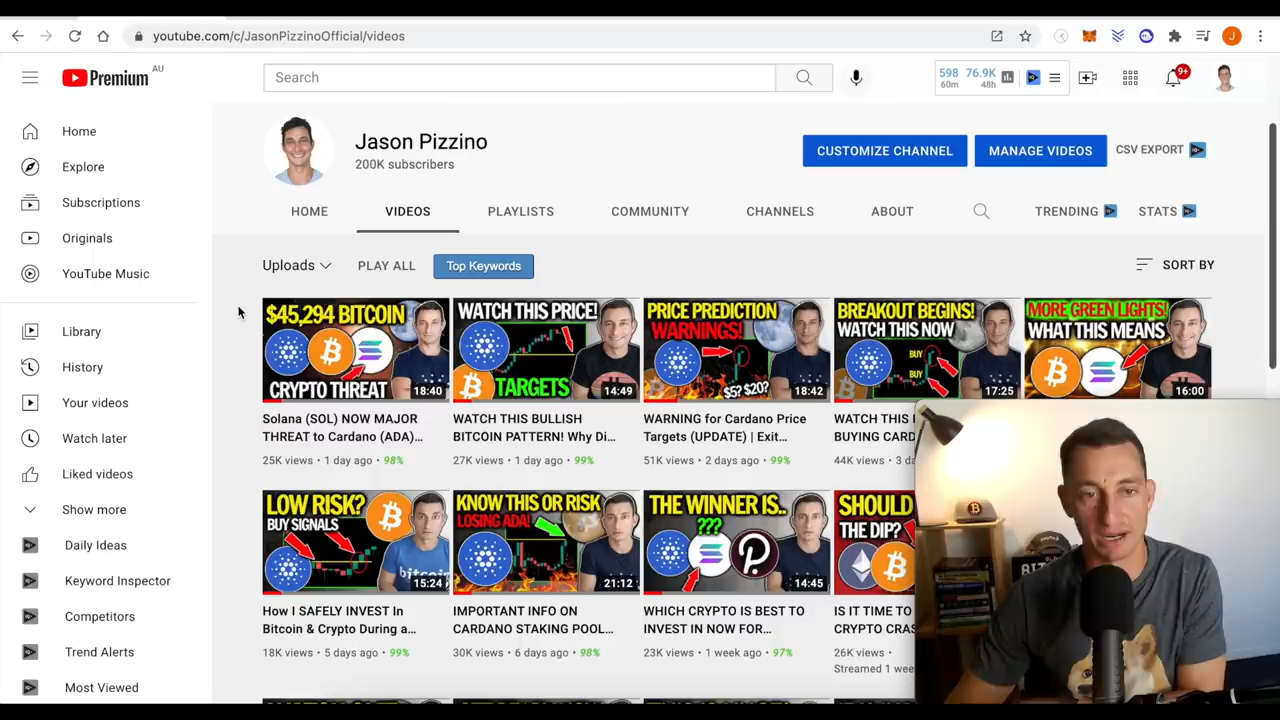 youtube.com/c/JasonPizzinoOfficial/videos
J
Premium
AU
Search
598 76.9K
60m 48h
9+
Home
Explore
Subscriptions
Originals
YouTube Music
Library
History
Your videos
Watch later
Liked videos
Show more
Daily Ideas
Keyword Inspector
Competitors
Trend Alerts
Most Viewed
Jason Pizzino
200K subscribers
CUSTOMIZE CHANNEL
MANAGE VIDEOS
CSV EXPORT
HOME
VIDEOS
PLAYLISTS
COMMUNITY
CHANNELS
ABOUT
TRENDING
STATS
Uploads
PLAY ALL
Top Keywords
SORT BY
$45,294 BITCOIN
CRYPTO THREAT
18:40
Solana (SOL) NOW MAJOR
THREAT to Cardano (ADA)...
25K views • 1 day ago • 98%
WATCH THIS PRICE!
TARGETS
14:49
WATCH THIS BULLISH
BITCOIN PATTERN! Why Di...
27K views • 1 day ago • 99%
PRICE PREDICTION
WARNINGS!
$5? $20?
18:42
WARNING for Cardano Price
Targets (UPDATE) | Exit...
51K views • 2 days ago • 99%
BREAKOUT BEGINS!
WATCH THIS NOW
BUY
BUY
17:25
WATCH THIS
BUYING CARD
44K views • 3 d
MORE GREEN LIGHTS!
WHAT THIS MEANS
16:00
LOW RISK?
BUY SIGNALS
bitcoin
15:24
How I SAFELY INVEST In
Bitcoin & Crypto During a...
18K views • 5 days ago • 99%
KNOW THIS OR RISK
LOSING ADA!
21:12
IMPORTANT INFO ON
CARDANO STAKING POOL...
30K views • 6 days ago • 98%
THE WINNER IS..
???
14:45
WHICH CRYPTO IS BEST TO
INVEST IN NOW FOR...
23K views • 1 week ago • 97%
SHOULD
THE DIP?
IS IT TIME TO
CRYPTO CRAS
26K views •
Streamed 1 wee